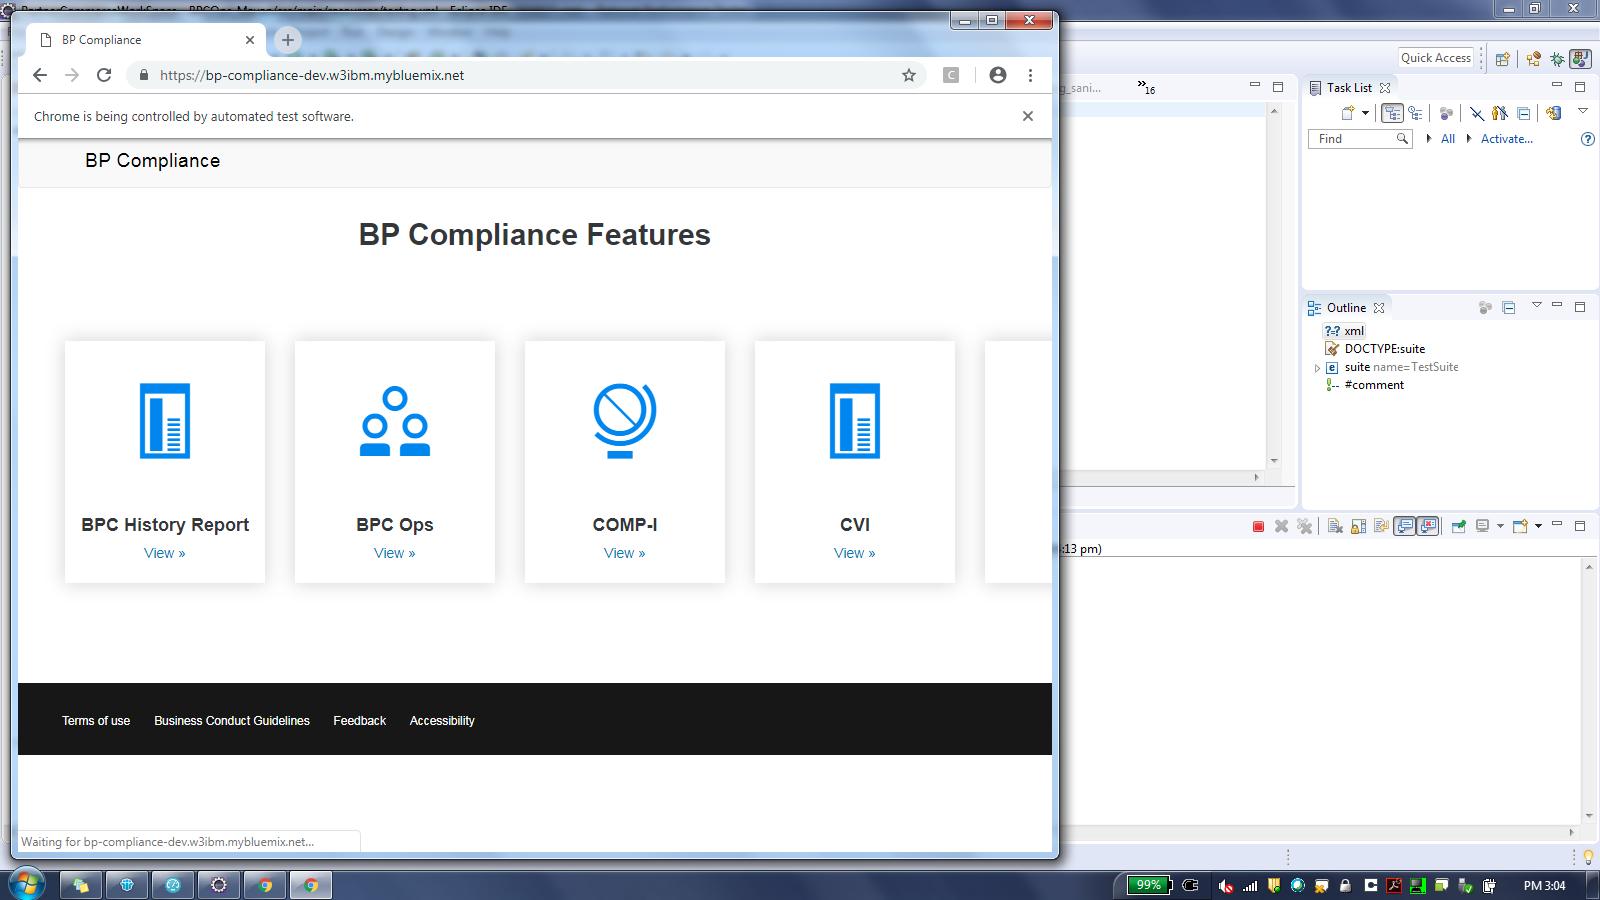 BP Compliance
https://bp-compliance-dev.w3ibm.mybluemix.net
Chrome is being controlled by automated test software.
BP Compliance
BP Compliance Features
BPC History Report
View »
BPC Ops
View »
COMP-I
View »
CVI
View »
Terms of use
Business Conduct Guidelines
Feedback
Accessibility
Waiting for bp-compliance-dev.w3ibm.mybluemix.net...
Quick Access
g_sani...
»16
Task List
Find
All
Activate...
Outline
xml
DOCTYPE:suite
suite name=TestSuite
#comment
:13 pm)
99%
PM 3:04